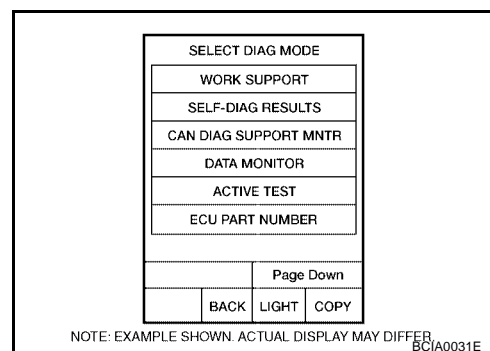 SELECT DIAG MODE
WORK SUPPORT
SELF-DIAG RESULTS
CAN DIAG SUPPORT MNTR
DATA MONITOR
ACTIVE TEST
ECU PART NUMBER
Page Down
BACK LIGHT COPY
NOTE: EXAMPLE SHOWN. ACTUAL DISPLAY MAY DIFFER.
BCIA0031E